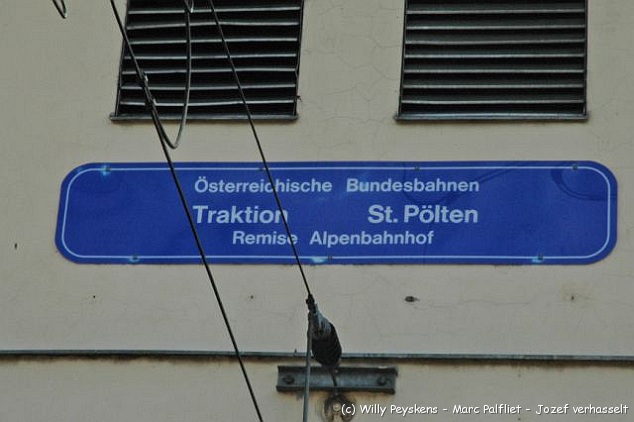 Österreichische Bundesbahnen
Traktion St. Pölten
Remise Alpenbahnhof
(c) Willy Peyskens - Marc Palfliet - Jozef verhasselt